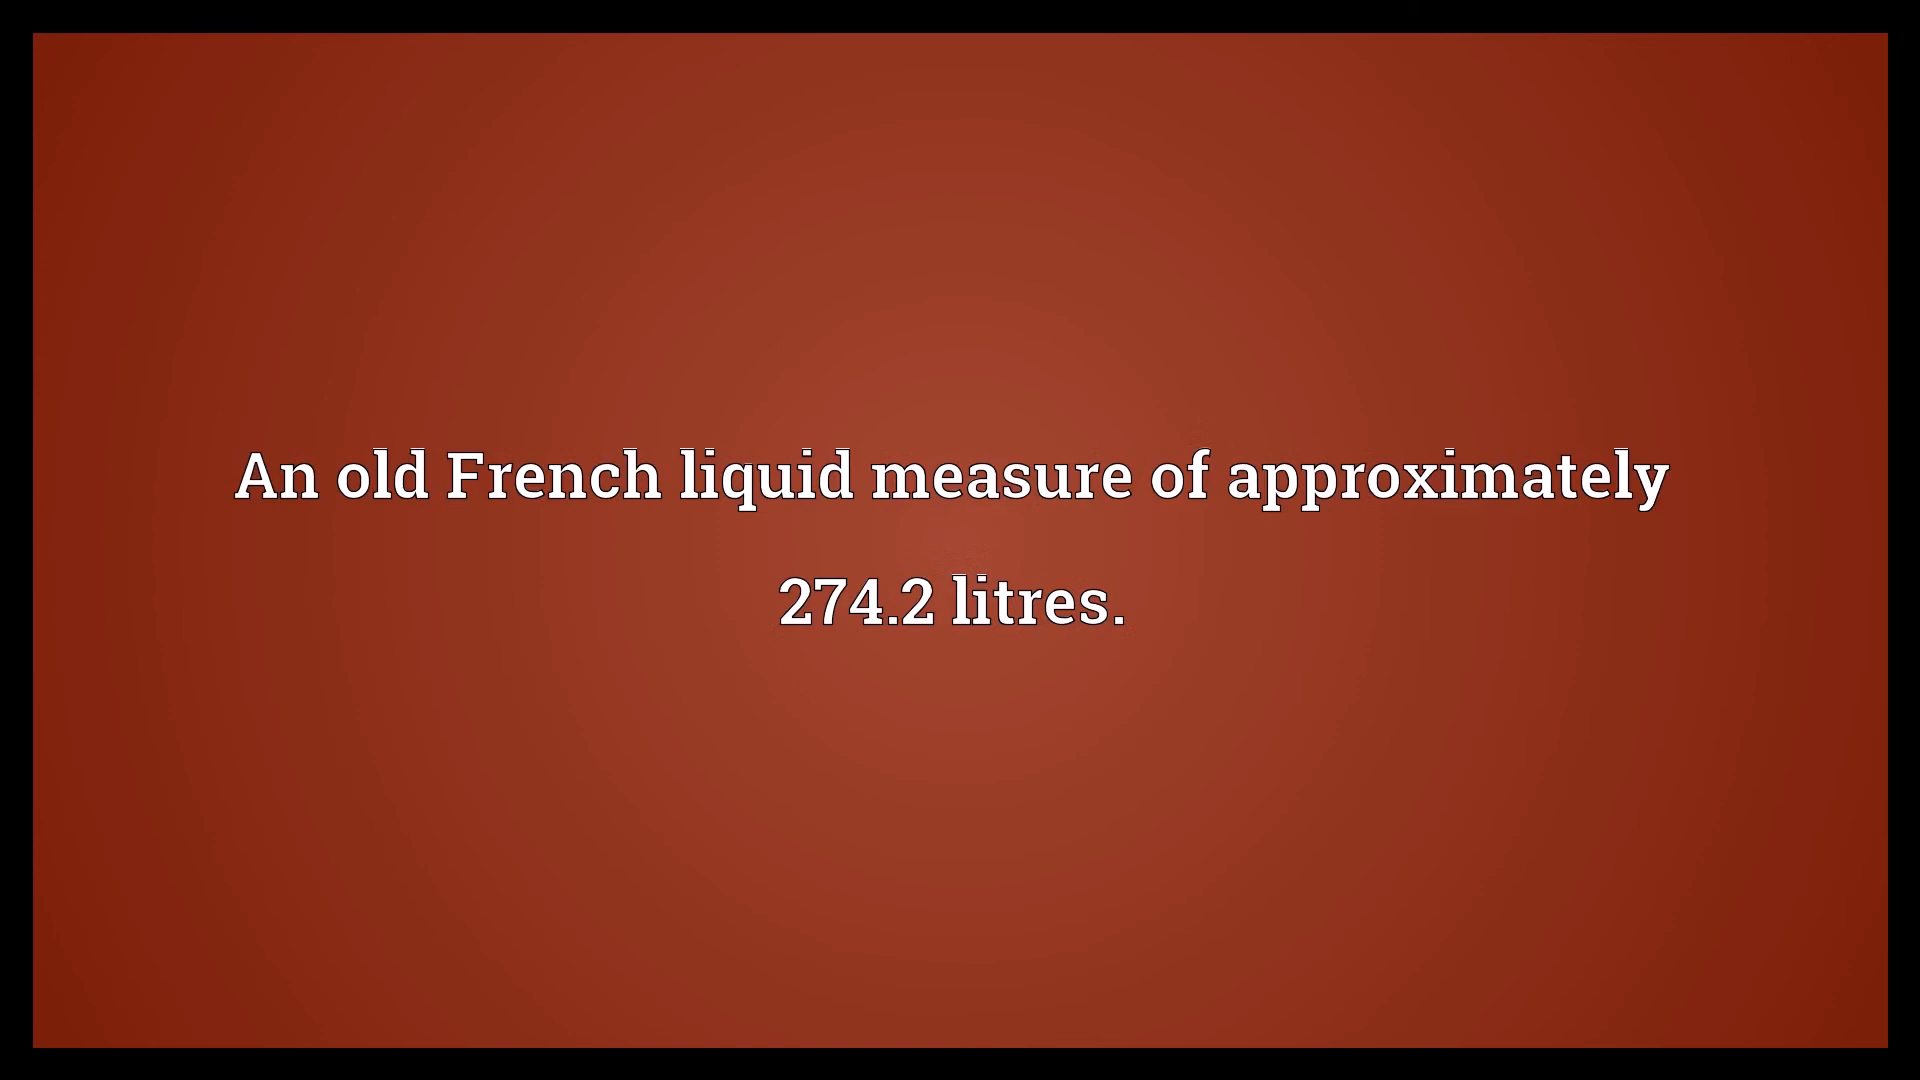 An old French liquid measure of approximately
274.2 litres.